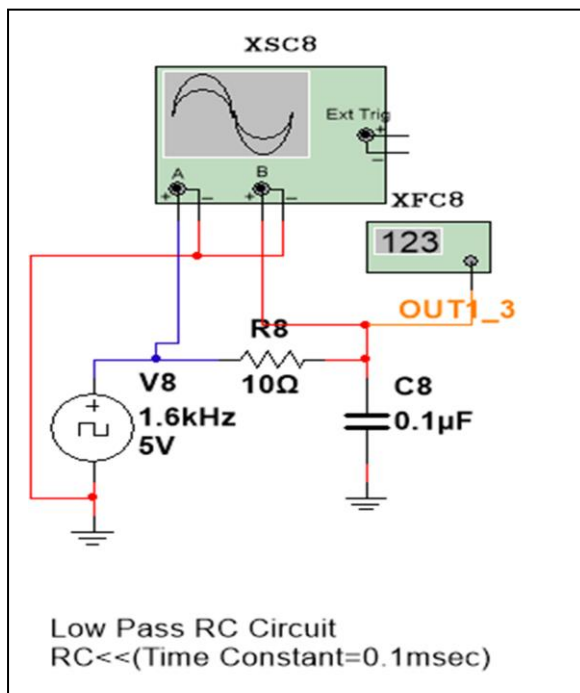 XSC8
Ext Trig
+
−
A
B
+
−
+
−
XFC8
123
OUT1_3
R8
10Ω
V8
1.6kHz
5V
+
C8
0.1µF
Low Pass RC Circuit
RC<<(Time Constant=0.1msec)